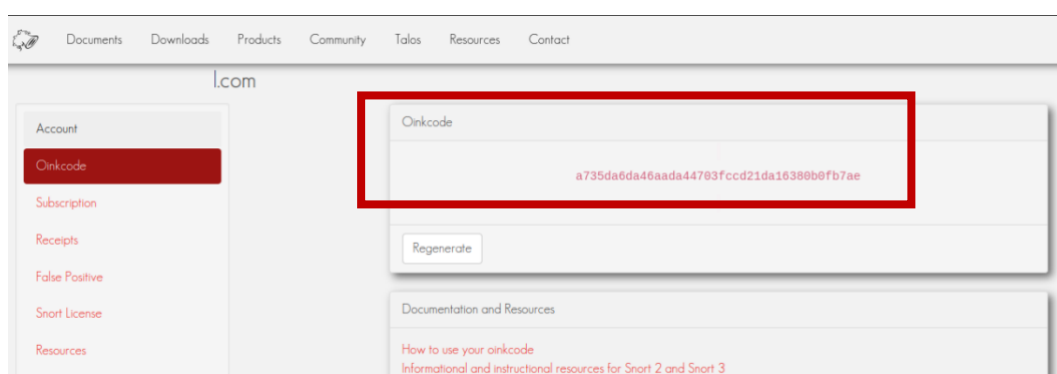 Documents Downloads Products Community Talos Resources Contact
l.com
Account
Oinkcode
Subscription
Receipts
False Positive
Snort License
Resources
Oinkcode
a735da6da46aada44703fccd21da16380b0fb7ae
Regenerate
Documentation and Resources
How to use your oinkcode
Informational and instructional resources for Snort 2 and Snort 3